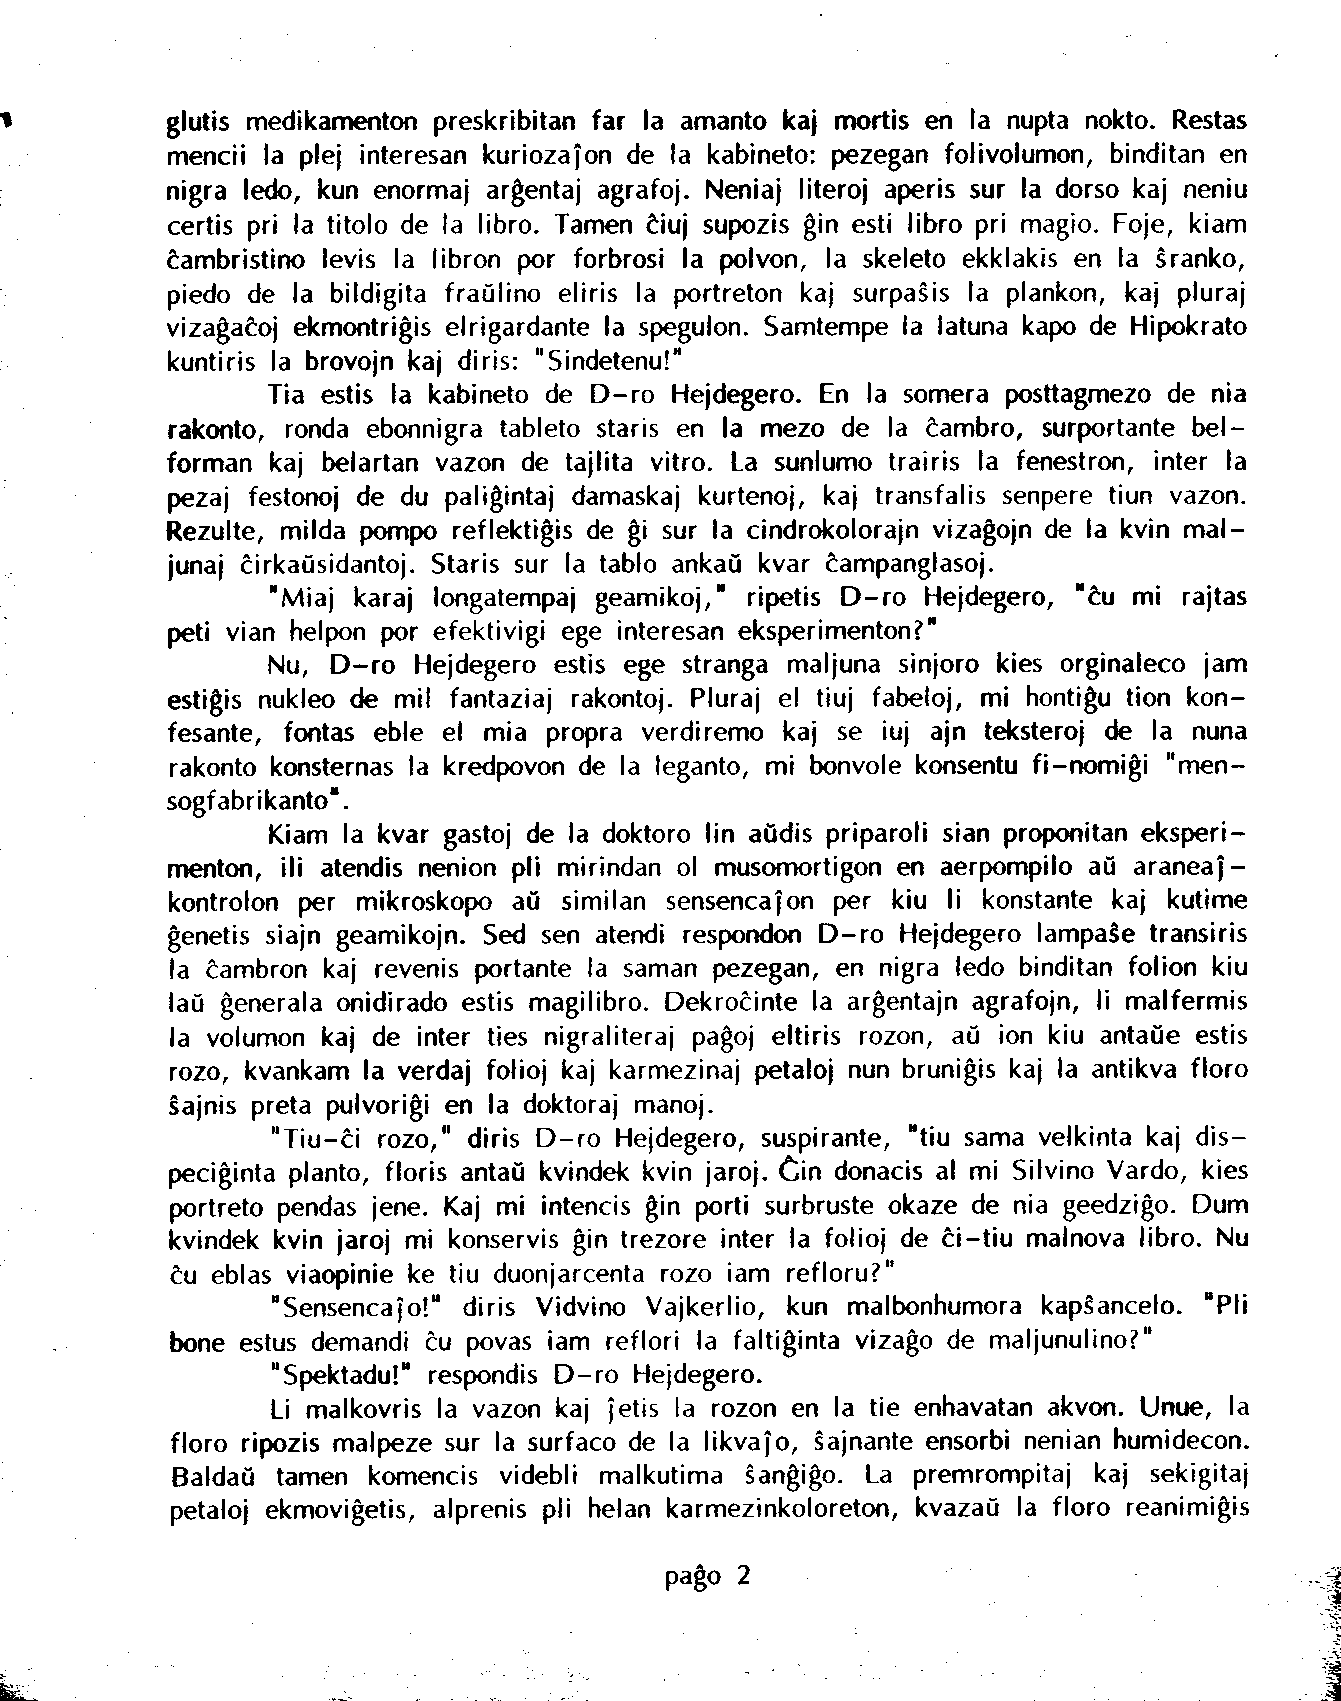 glutis medikamenton preskribitan far la amanto kaj mortis en la nupta nokto. Restas
mencii la plej interesan kuriozaĵon de la kabineto: pezegan folivolumon, binditan en
nigra ledo, kun enormaj arĝentaj agrafoj. Neniaj literoj aperis sur la dorso kaj neniu
certis pri la titolo de la libro. Tamen ĉiuj supozis ĝin esti libro pri magio. Foje, kiam
ĉambristino levis la libron por forbrosi la polvon, la skeleto ekklakis en la ŝranko,
piedo de la bildigita fraŭlino eliris la portreton kaj surpaŝis la plankon, kaj pluraj
vizaĝaĉoj ekmontriĝis elrigardante la spegulon. Samtempe la latuna kapo de Hipokrato
kuntiris la brovojn kaj diris: "Sindetenu!"
Tia estis la kabineto de D-ro Hejdegero. En la somera posttagmezo de nia
rakonto, ronda ebonnigra tableto staris en la mezo de la ĉambro, surportante bel-
forman kaj belartan vazon de tajlita vitro. La sunlumo trairis la fenestron, inter la
pezaj festonoj de du paliĝintaj damaskaj kurtenoj, kaj transfalis senpere tiun vazon.
Rezulte, milda pompo reflektiĝis de ĝi sur la cindrokolorajn vizaĝojn de la kvin mal-
junaj ĉirkaŭsidantoj. Staris sur la tablo ankaŭ kvar ĉampanglasoj.
"Miaj karaj longatempaj geamikoj," ripetis D-ro Hejdegero, "ĉu mi rajtas
peti vian helpon por efektivigi ege interesan eksperimenton?"
Nu, D-ro Hejdegero estis ege stranga maljuna sinjoro kies orginaleco jam
estiĝis nukleo de mil fantaziaj rakontoj. Pluraj el tiuj fabeloj, mi hontiĝu tion kon-
fesante, fontas eble el mia propra verdiremo kaj se iuj ajn teksteroj de la nuna
rakonto konsternas la kredpovon de la leganto, mi bonvole konsentu fi-nomiĝi "men-
sogfabrikanto".
Kiam la kvar gastoj de la doktoro lin aŭdis priparoli sian proponitan eksperi-
menton, ili atendis nenion pli mirindan ol musomortigon en aerpompilo aŭ araneaĵ-
kontrolon per mikroskopo aŭ similan sensencaĵon per kiu li konstante kaj kutime
ĝenetis siajn geamikojn. Sed sen atendi respondon D-ro Hejdegero lampaŝe transiris
la ĉambron kaj revenis portante la saman pezegan, en nigra ledo binditan folion kiu
laŭ ĝenerala onidirado estis magilibro. Dekroĉinte la arĝentajn agrafojn, li malfermis
la volumon kaj de inter ties nigraliteraj paĝoj eltiris rozon, aŭ ion kiu antaŭe estis
rozo, kvankam la verdaj folioj kaj karmezinaj petaloj nun bruniĝis kaj la antikva floro
ŝajnis preta pulvoriĝi en la doktoraj manoj.
"Tiu-ĉi rozo," diris D-ro Hejdegero, suspirante, "tiu sama velkinta kaj dis-
peciĝinta planto, floris antaŭ kvindek kvin jaroj. Ĝin donacis al mi Silvino Vardo, kies
portreto pendas jene. Kaj mi intencis ĝin porti surbruste okaze de nia geedziĝo. Dum
kvindek kvin jaroj mi konservis ĝin trezore inter la folioj de ĉi-tiu malnova libro. Nu
ĉu eblas viaopinie ke tiu duonjarcenta rozo iam refloru?"
"Sensencaĵo!" diris Vidvino Vajkerlio, kun malbonhumora kapŝancelo. "Pli
bone estus demandi ĉu povas iam reflori la faltiĝinta vizaĝo de maljunulino?"
"Spektadu!" respondis D-ro Hejdegero.
Li malkovris la vazon kaj ĵetis la rozon en la tie enhavatan akvon. Unue, la
floro ripozis malpeze sur la surfaco de la likvaĵo, ŝajnante ensorbi nenian humidecon.
Baldaŭ tamen komencis videbli malkutima ŝanĝiĝo. La premrompitaj kaj sekigitaj
petaloj ekmoviĝetis, alprenis pli helan karmezinkoloreton, kvazaŭ la floro reanimiĝis
paĝo 2